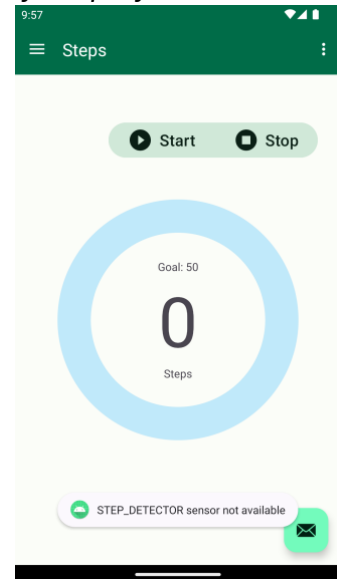 9:57
Steps
Start Stop
Goal: 50
0
Steps
STEP_DETECTOR sensor not available